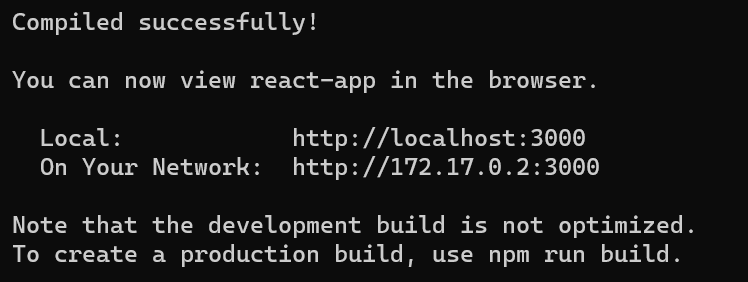 Compiled successfully!
You can now view react-app in the browser.
Local: http://localhost:3000
On Your Network: http://172.17.0.2:3000
Note that the development build is not optimized.
To create a production build, use npm run build.